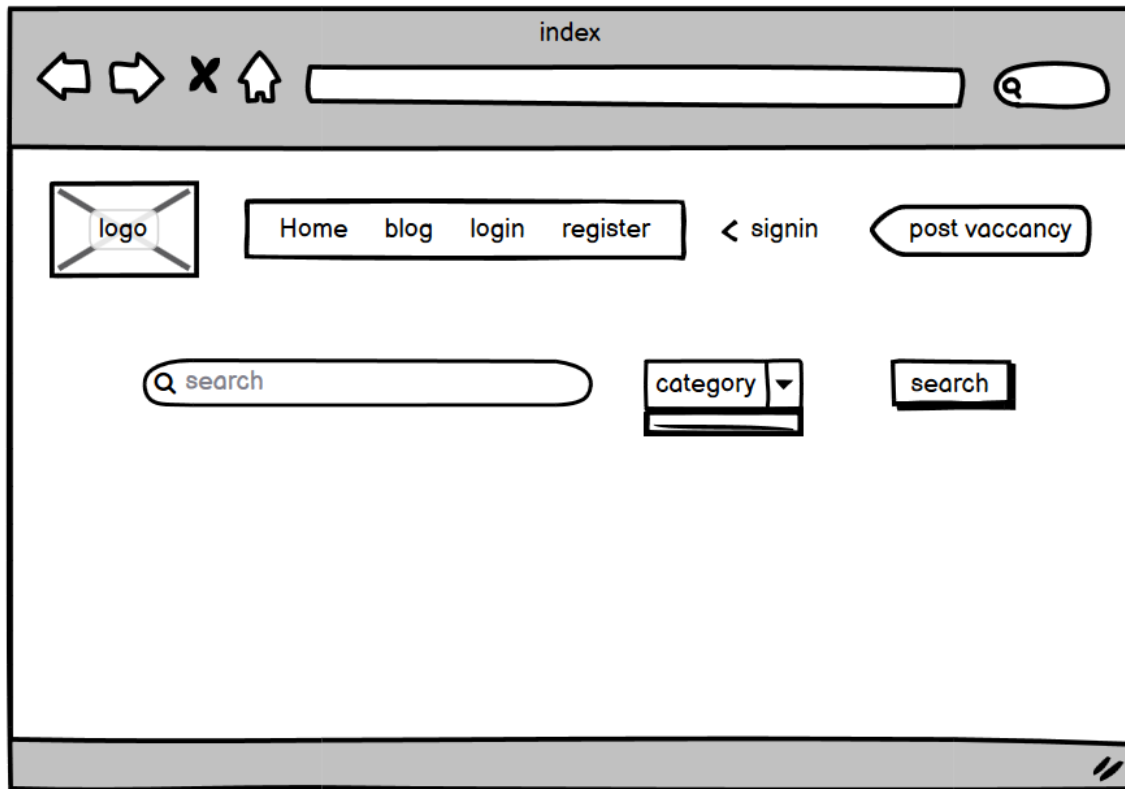 index
logo Home blog login register signin post vaccancy
search category search